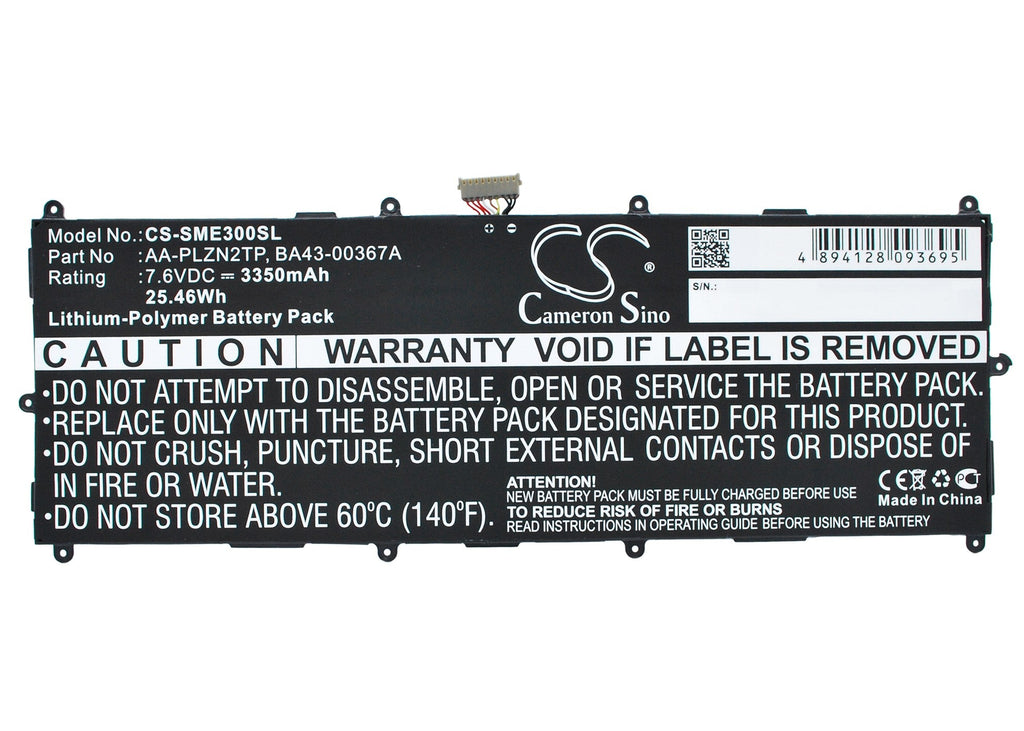 Model No.: CS-SME300SL
Part No : AA-PLZN2TP, BA43-00367A
Rating : 7.6VDC ⎓ 3350mAh
25.46Wh
Lithium-Polymer Battery Pack
+ -
CS ®
Cameron Sino
4 894128 093695
S/N.:
CAUTION WARRANTY VOID IF LABEL IS REMOVED
•DO NOT ATTEMPT TO DISASSEMBLE, OPEN OR SERVICE THE BATTERY PACK.
•REPLACE ONLY WITH THE BATTERY PACK DESIGNATED FOR THIS PRODUCT.
•DO NOT CRUSH, PUNCTURE, SHORT EXTERNAL CONTACTS OR DISPOSE OF
IN FIRE OR WATER.
•DO NOT STORE ABOVE 60ºC (140ºF).
ATTENTION!
NEW BATTERY PACK MUST BE FULLY CHARGED BEFORE USE
TO REDUCE RISK OF FIRE OR BURNS
READ INSTRUCTIONS IN OPERATING GUIDE BEFORE USING THE BATTERY
CE
Made In China